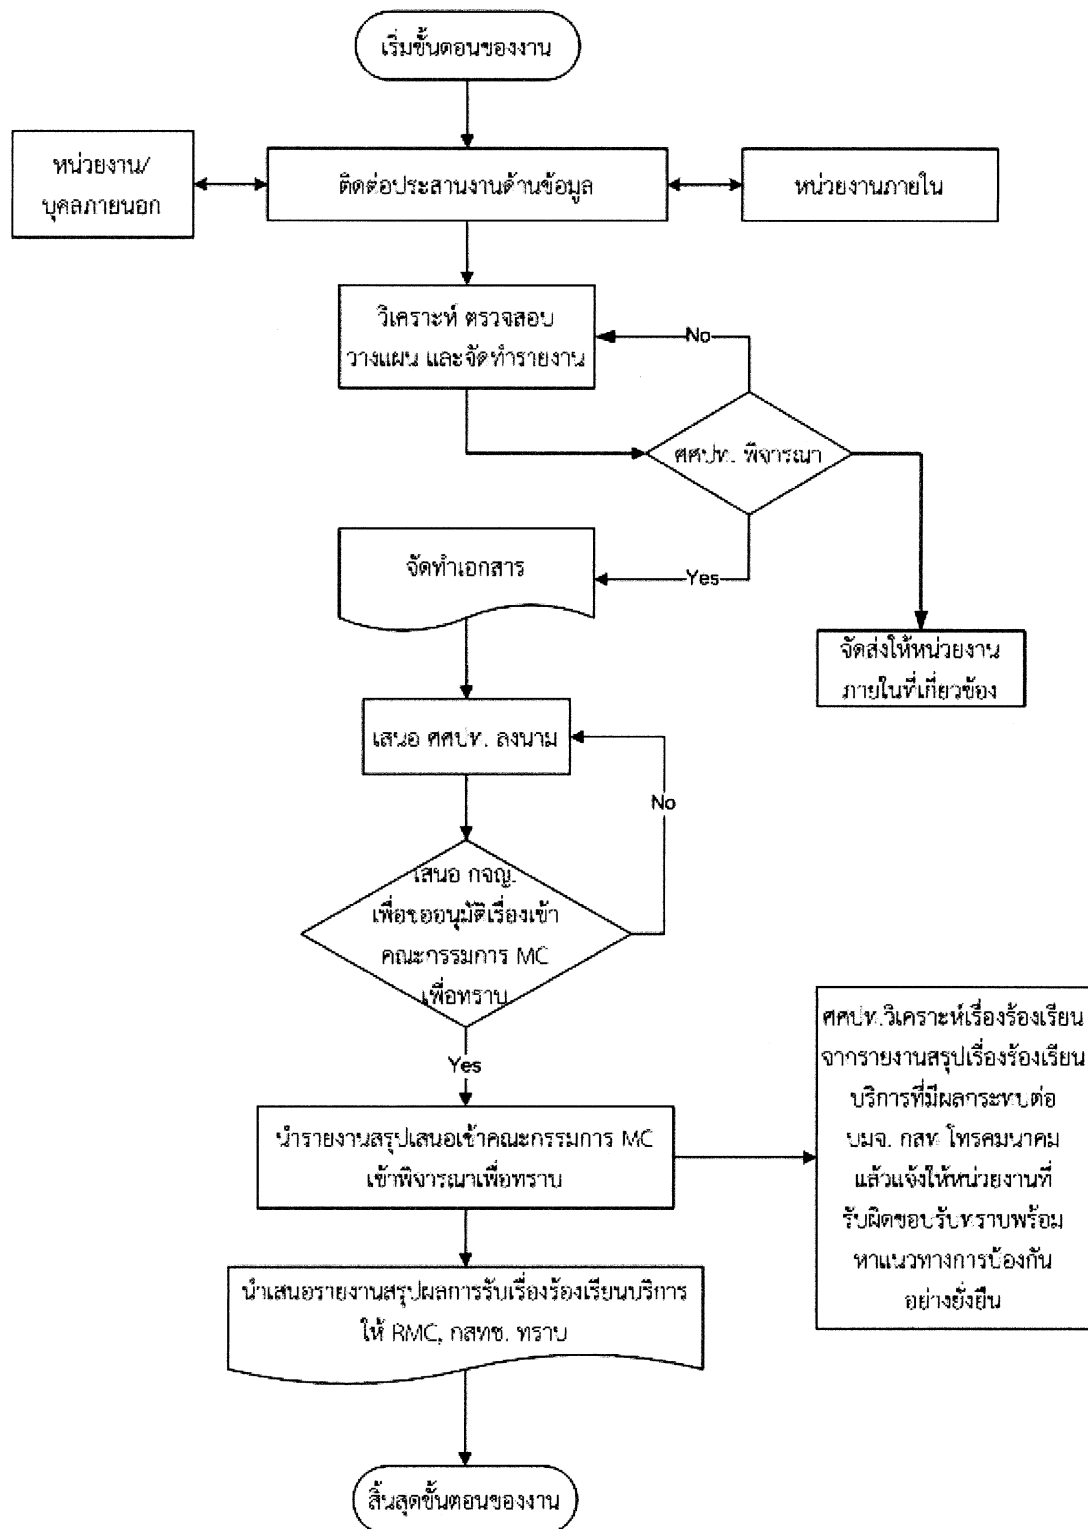 เริ่มขั้นตอนของงาน
หน่วยงาน/
บุคลภายนอก
ติดต่อประสานงานด้านข้อมูล
หน่วยงานภายใน
วิเคราะห์ ตรวจสอบ
วางแผน และจัดทำรายงาน
No
ศศปท. พิจารณา
Yes
จัดทำเอกสาร
จัดส่งให้หน่วยงาน
ภายในที่เกี่ยวข้อง
เสนอ ศศปท. ลงนาม
No
เสนอ กจญ.
เพื่อขออนุมัติเรื่องเข้า
คณะกรรมการ MC
เพื่อทราบ
Yes
นำรายงานสรุปเสนอเข้าคณะกรรมการ MC
เข้าพิจารณาเพื่อทราบ
ศศปท.วิเคราะห์เรื่องร้องเรียน
จากรายงานสรุปเรื่องร้องเรียน
บริการที่มีผลกระทบต่อ
บมจ. กสท โทรคมนาคม
แล้วแจ้งให้หน่วยงานที่
รับผิดชอบรับทราบพร้อม
หาแนวทางการป้องกัน
อย่างยั่งยืน
นำเสนอรายงานสรุปผลการรับเรื่องร้องเรียนบริการ
ให้ RMC, กสทช. ทราบ
สิ้นสุดขั้นตอนของงาน